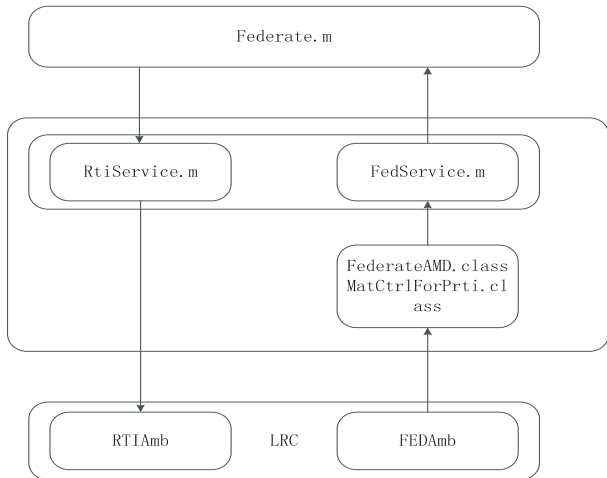 Federate.m
RtiService.m
FedService.m
FederateAMD.class
MatCtrlForPrti.cl
ass
RTIAmb
LRC
FEDAmb